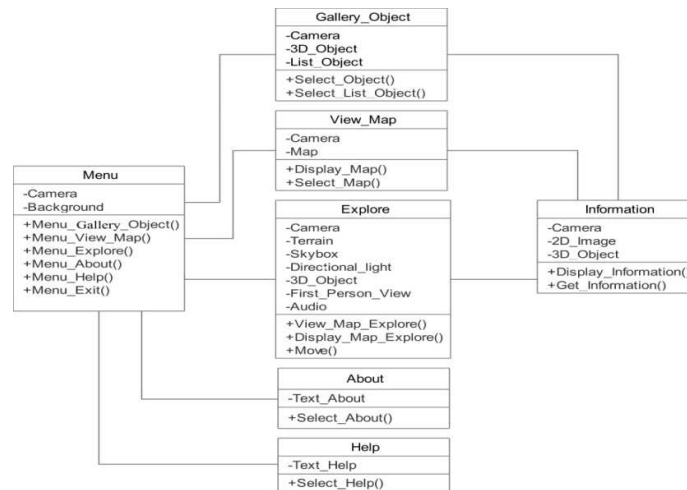 Gallery_Object
-Camera
-3D_Object
-List_Object
+Select_Object()
+Select_List_Object()
View_Map
-Camera
-Map
+Display_Map()
+Select_Map()
Menu
-Camera
-Background
+Menu_Gallery_Object()
+Menu_View_Map()
+Menu_Explore()
+Menu_About()
+Menu_Help()
+Menu_Exit()
Explore
-Camera
-Terrain
-Skybox
-Directional_light
-3D_Object
-First_Person_View
-Audio
+View_Map_Explore()
+Display_Map_Explore()
+Move()
Information
-Camera
-2D_Image
-3D_Object
+Display_Information()
+Get_Information()
About
-Text_About
+Select_About()
Help
-Text_Help
+Select_Help()